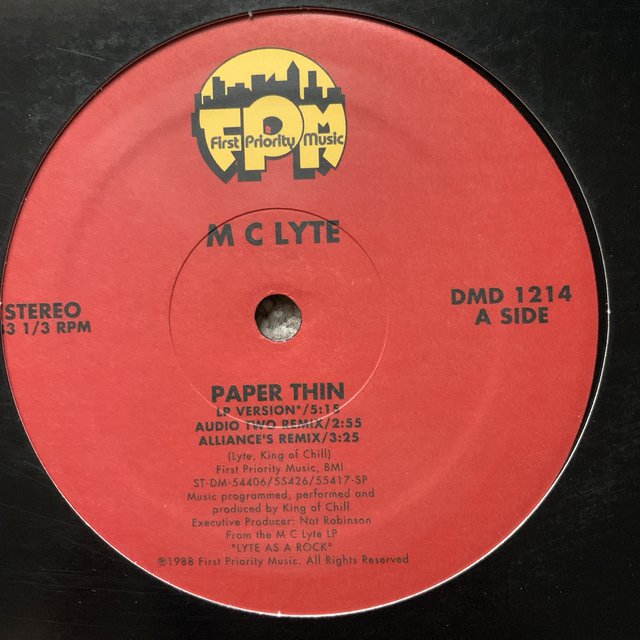 FPM
First Priority Music
M C LYTE
STEREO
33 1/3 RPM
DMD 1214
A SIDE
PAPER THIN
LP VERSION*/5:15
AUDIO TWO REMIX/2:55
ALLIANCE'S REMIX/3:25
(Lyte, King of Chill)
First Priority Music, BMI
ST-DM-54406/55426/55417-SP
Music programmed, performed and
produced by King of Chill
Executive Producer: Nat Robinson
From the M C Lyte LP
"LYTE AS A ROCK"
℗1988 First Priority Music. All Rights Reserved